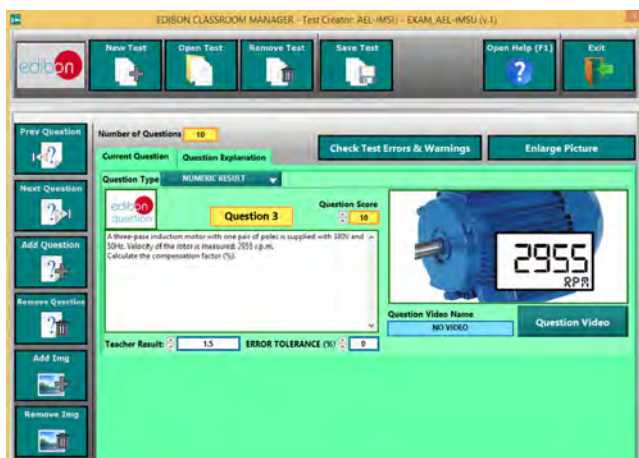 EDIBON CLASSROOM MANAGER - Test Creator: AEL-IMSU - EXAM_AEL-IMSU (v.1)
edibon
New Test
Open Test
Remove Test
Save Test
Open Help (F1)
Exit
Prev Question
Next Question
Add Question
Remove Question
Add Img
Remove Img
Number of Questions 10
Check Test Errors & Warnings
Enlarge Picture
Current Question
Question Explanation
Question Type
NUMERIC RESULT
edibon
question
Question 3
Question Score
10
A three-pase induction motor with one pair of poles is supplied with 380V and
50Hz. Velocity of the rotor is measured: 2955 r.p.m.
Calculate the compensation factor (%).
2955
RPM
Question Video Name
NO VIDEO
Question Video
Teacher Result: 1.5 ERROR TOLERANCE (%) 0